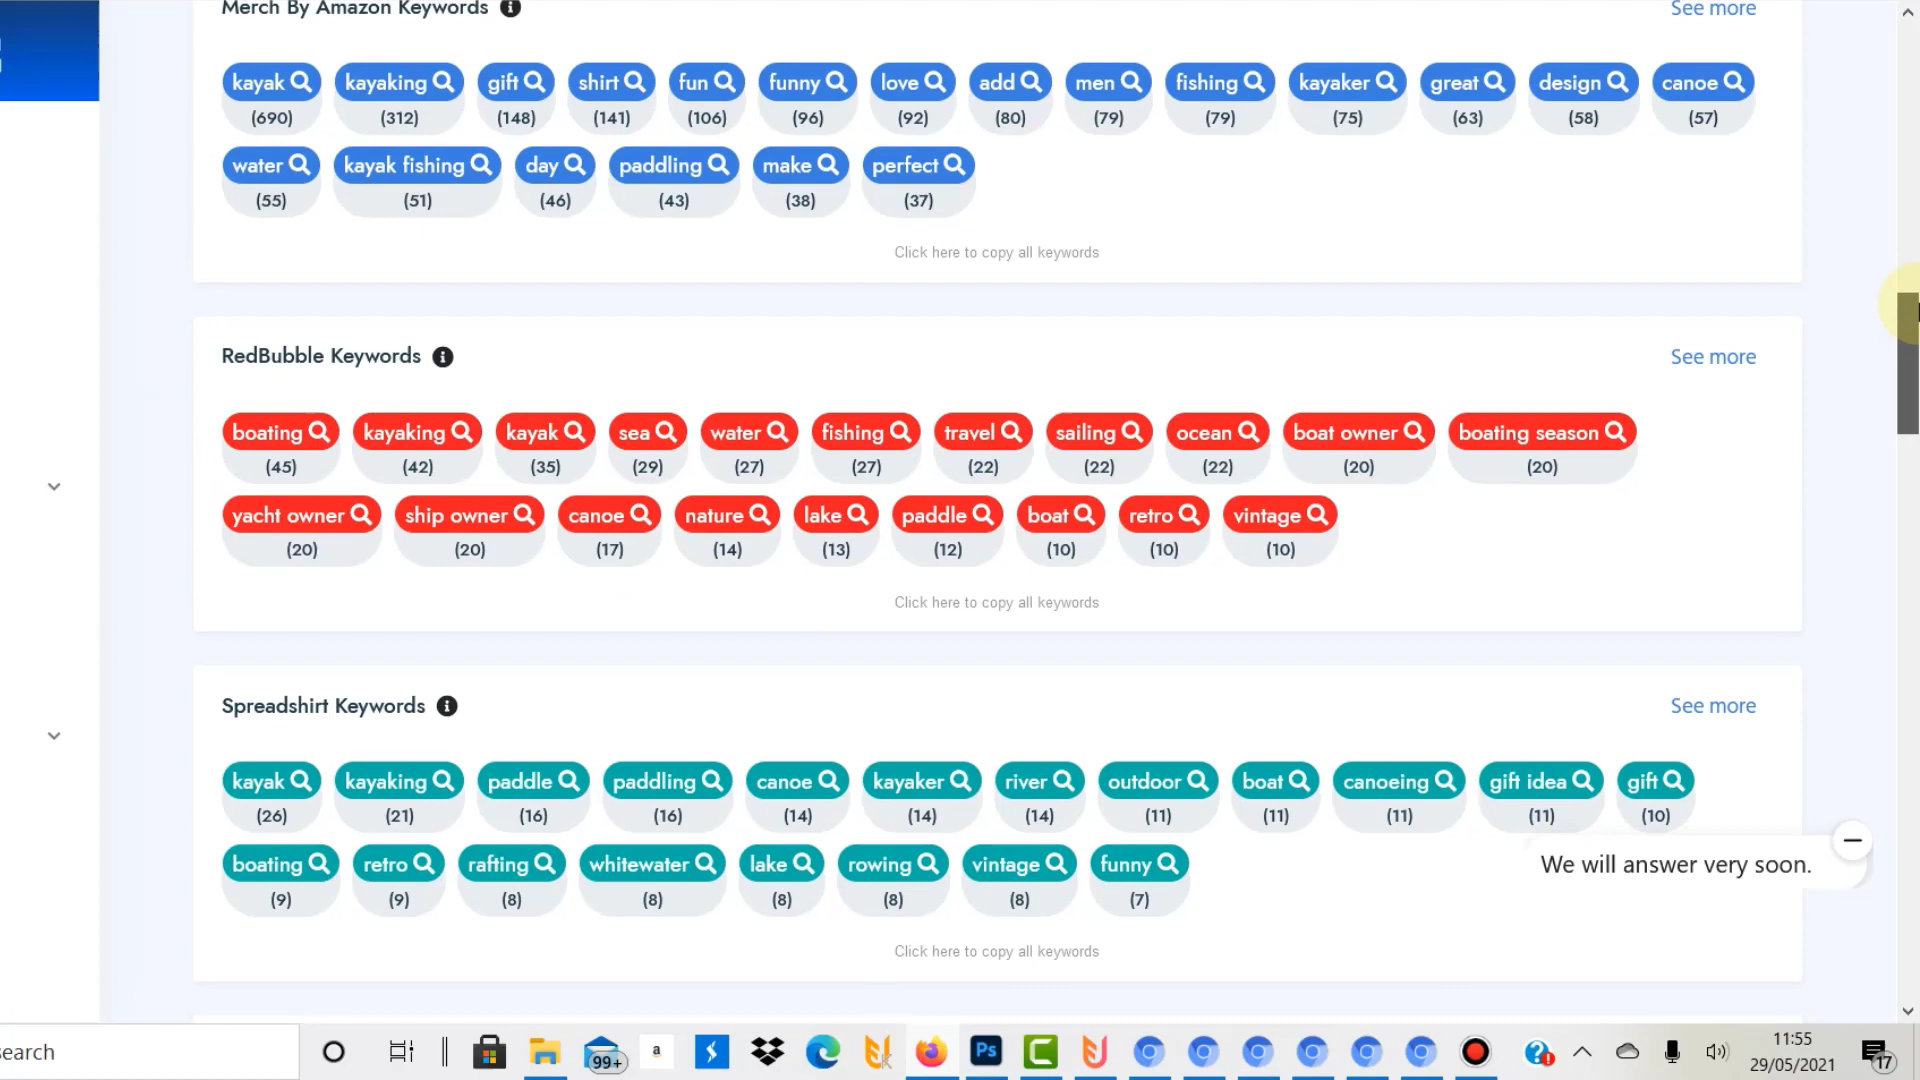 Merch By Amazon Keywords See more
kayak kayaking gift shirt fun funny love add men fishing kayaker great design canoe
(690) (312) (148) (141) (106) (96) (92) (80) (79) (79) (75) (63) (58) (57)
water kayak fishing day paddling make perfect
(55) (51) (46) (43) (38) (37)
Click here to copy all keywords
RedBubble Keywords See more
boating kayaking kayak sea water fishing travel sailing ocean boat owner boating season
(45) (42) (35) (29) (27) (27) (22) (22) (22) (20) (20)
yacht owner ship owner canoe nature lake paddle boat retro vintage
(20) (20) (17) (14) (13) (12) (10) (10) (10)
Click here to copy all keywords
Spreadshirt Keywords See more
kayak kayaking paddle paddling canoe kayaker river outdoor boat canoeing gift idea gift
(26) (21) (16) (16) (14) (14) (14) (11) (11) (11) (11) (10)
boating retro rafting whitewater lake rowing vintage funny
(9) (9) (8) (8) (8) (8) (8) (7)
We will answer very soon.
Click here to copy all keywords
earch 99+ a Ps 11:55
29/05/2021 17